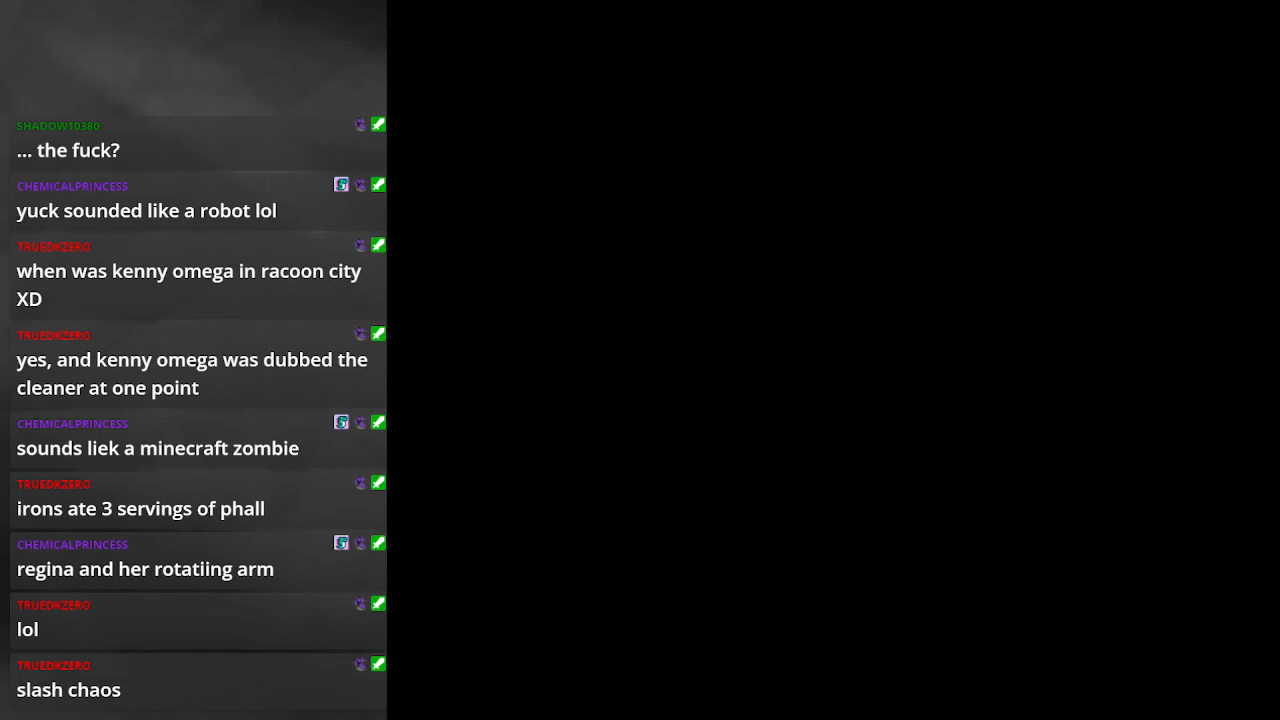 SHADOW10380
... the fuck?
CHEMICALPRINCESS
yuck sounded like a robot lol
TRUEDKZERO
when was kenny omega in racoon city
XD
TRUEDKZERO
yes, and kenny omega was dubbed the
cleaner at one point
CHEMICALPRINCESS
sounds liek a minecraft zombie
TRUEDKZERO
irons ate 3 servings of phall
CHEMICALPRINCESS
regina and her rotatiing arm
TRUEDKZERO
lol
TRUEDKZERO
slash chaos